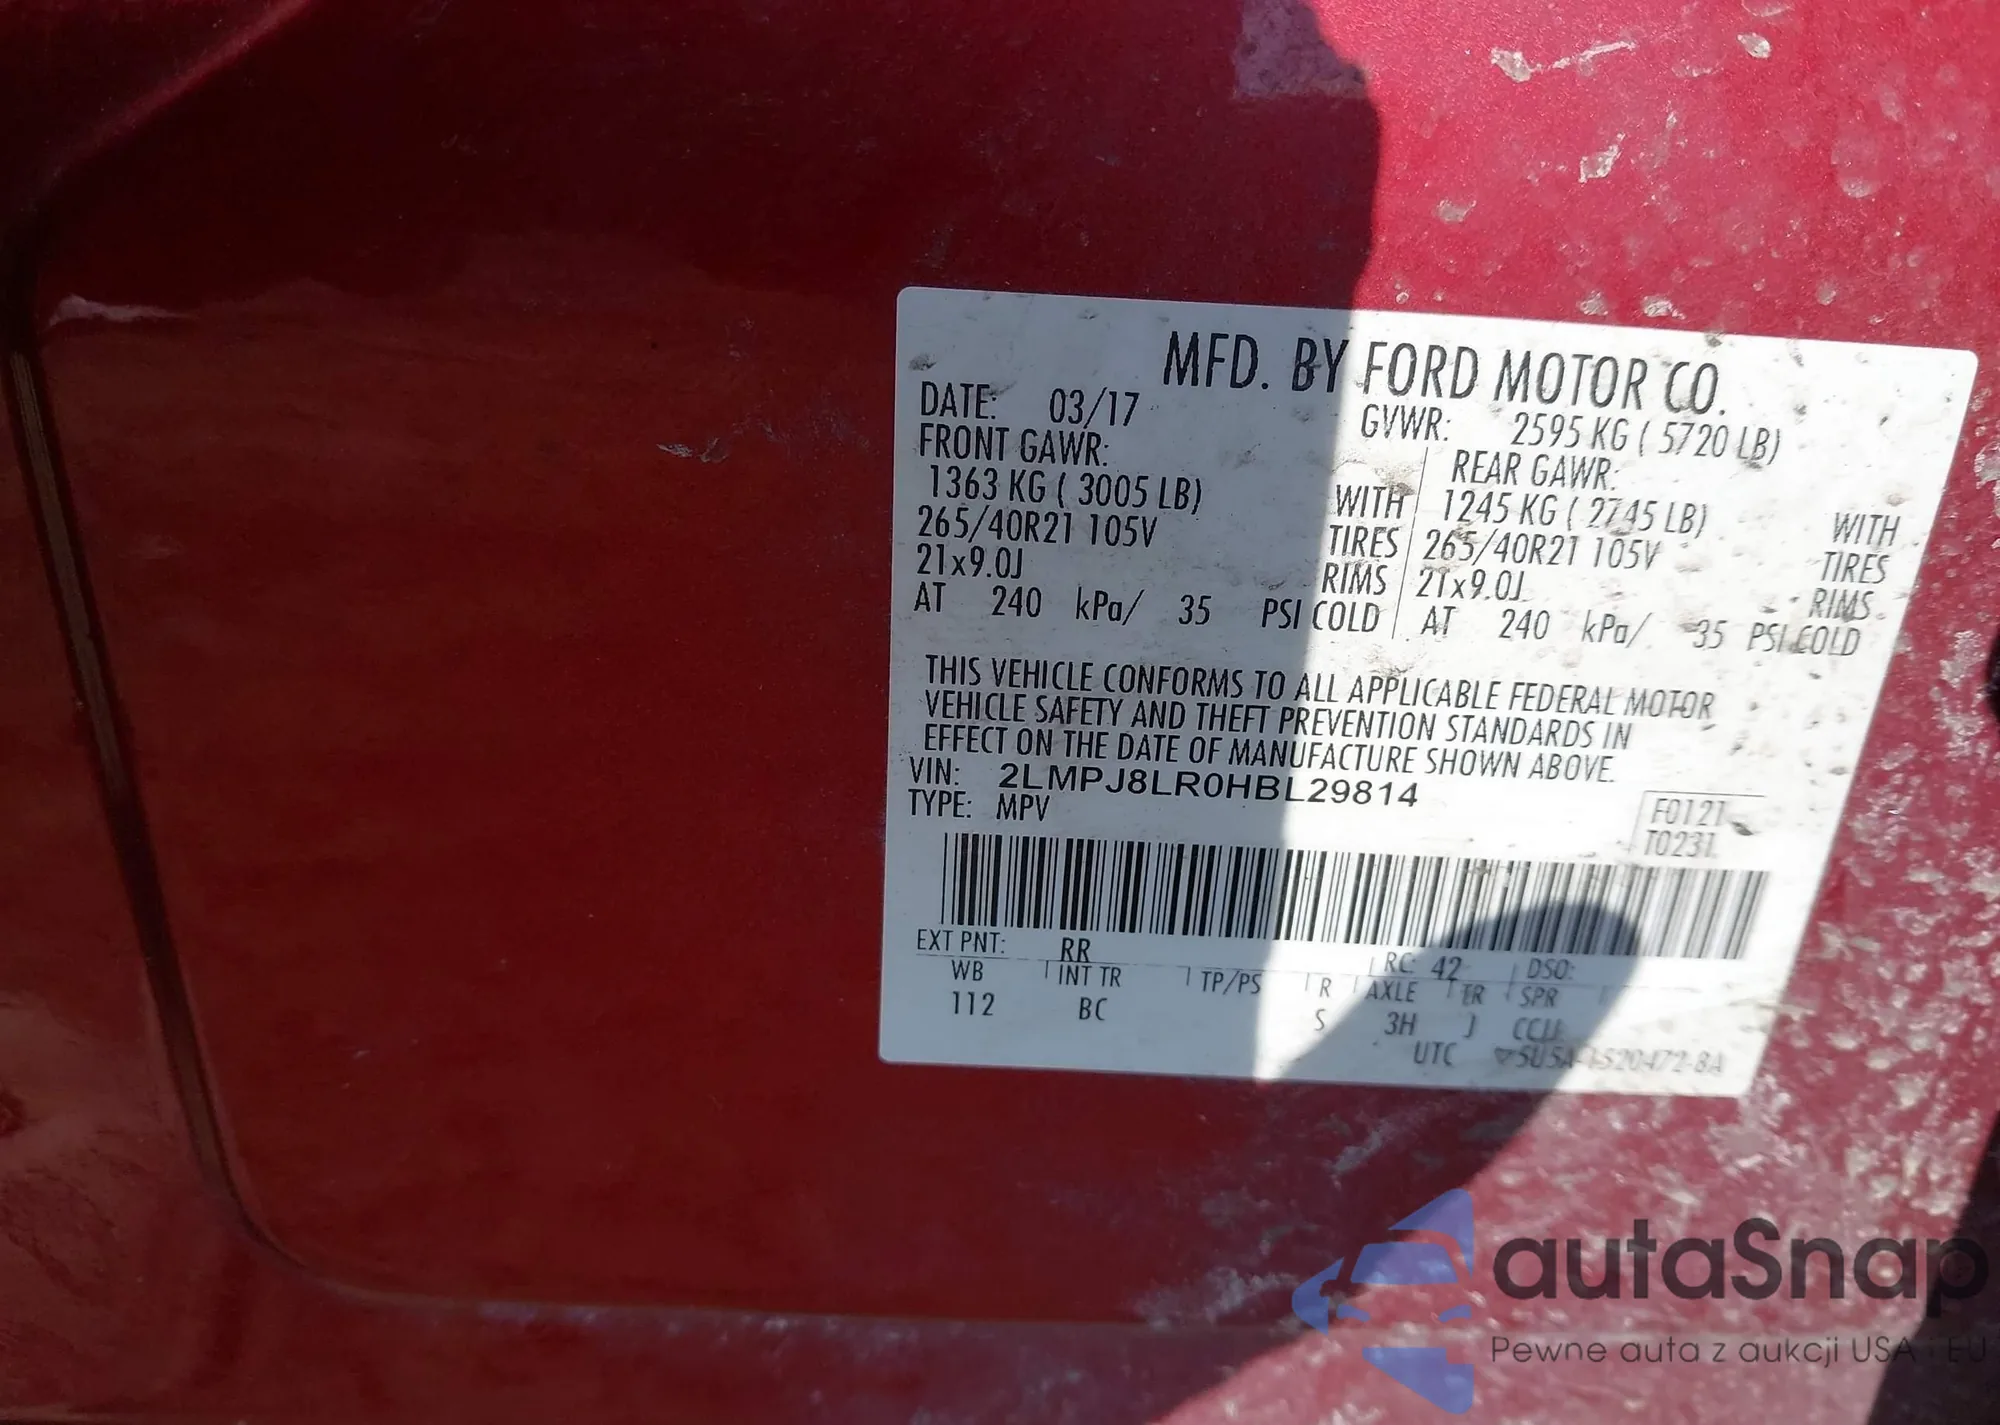 MFD. BY FORD MOTOR CO.
DATE: 03/17 GVWR: 2595 KG ( 5720 LB)
FRONT GAWR: REAR GAWR:
1363 KG ( 3005 LB) WITH 1245 KG ( 2745 LB) WITH
265/40R21 105V TIRES 265/40R21 105V TIRES
21x9.0J RIMS 21x9.0J RIMS
AT 240 kPa/ 35 PSI COLD AT 240 kPa/ 35 PSI COLD
THIS VEHICLE CONFORMS TO ALL APPLICABLE FEDERAL MOTOR
VEHICLE SAFETY AND THEFT PREVENTION STANDARDS IN
EFFECT ON THE DATE OF MANUFACTURE SHOWN ABOVE.
VIN: 2LMPJ8LR0HBL29814
TYPE: MPV
F0121
T0231
EXT PNT: RR RC: 42 DSO:
WB INT TR TP/PS R AXLE TR SPR
112 BC S 3H J CCLF
UTC
autaSnap
Pewne auta z aukcji USA i EU